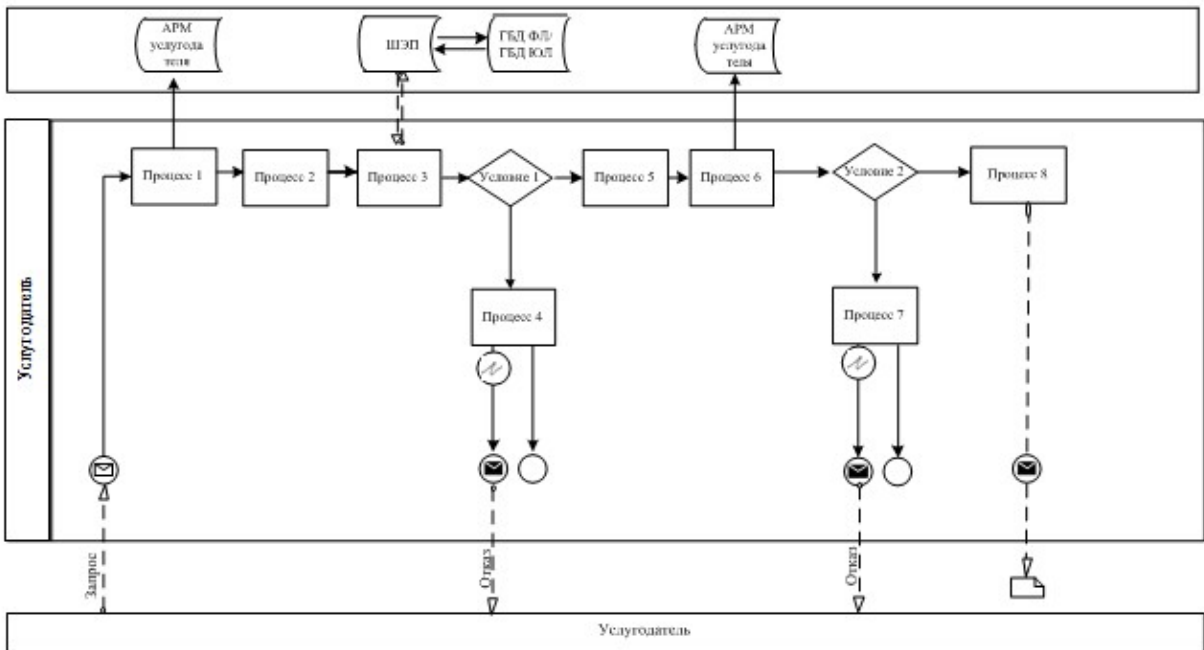 АРМ
услугода
теля
ШЭП
ГБД ФЛ/
ГБД ЮЛ
АРМ
услугода
теля
Услугодатель
Процесс 1
Процесс 2
Процесс 3
Условие 1
Процесс 5
Процесс 6
Условие 2
Процесс 8
Процесс 4
Процесс 7
Запрос
Отказ
Отказ
Услугодатель